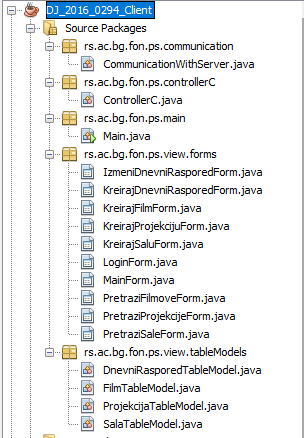 DJ_2016_0294_Client
Source Packages
rs.ac.bg.fon.ps.communication
CommunicationWithServer.java
rs.ac.bg.fon.ps.controllerC
ControllerC.java
rs.ac.bg.fon.ps.main
Main.java
rs.ac.bg.fon.ps.view.forms
IzmeniDnevniRasporedForm.java
KreirajDnevniRasporedForm.java
KreirajFilmForm.java
KreirajProjekcijuForm.java
KreirajSaluForm.java
LoginForm.java
MainForm.java
PretraziFilmoveForm.java
PretraziProjekcijeForm.java
PretraziSaleForm.java
rs.ac.bg.fon.ps.view.tableModels
DnevniRasporedTableModel.java
FilmTableModel.java
ProjekcijaTableModel.java
SalaTableModel.java